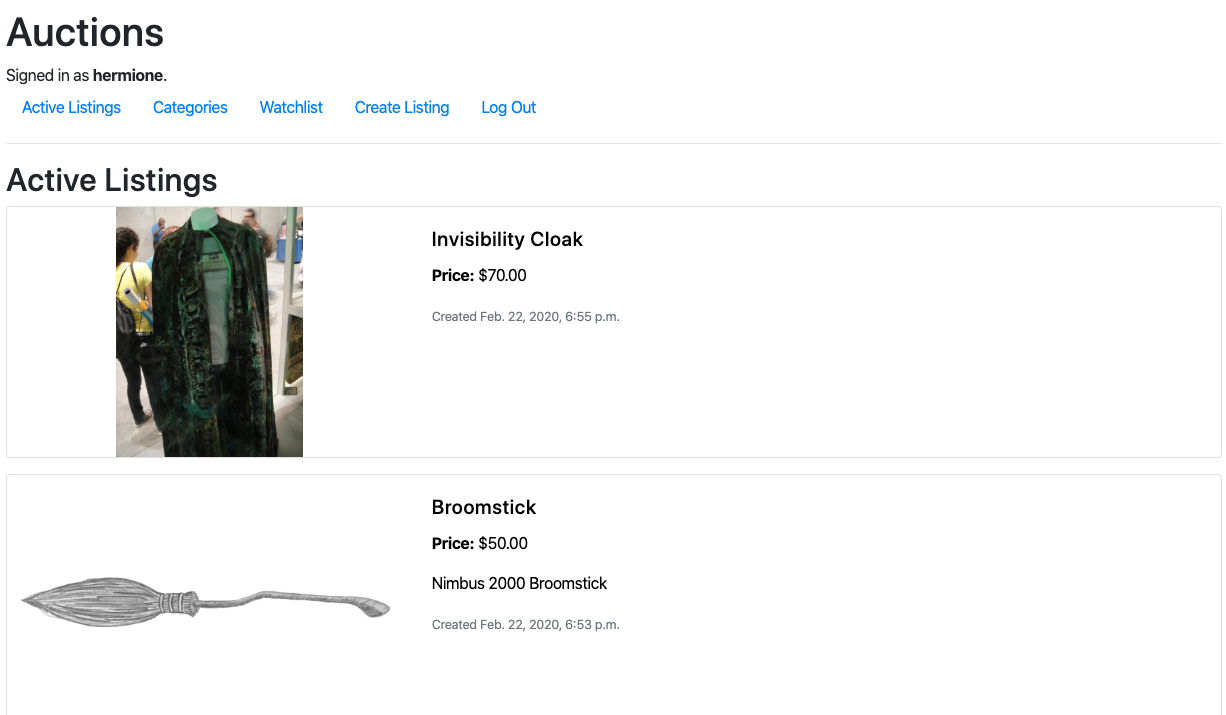 Auctions
Signed in as hermione.
Active Listings Categories Watchlist Create Listing Log Out
Active Listings
Invisibility Cloak
Price: $70.00
Created Feb. 22, 2020, 6:55 p.m.
Broomstick
Price: $50.00
Nimbus 2000 Broomstick
Created Feb. 22, 2020, 6:53 p.m.